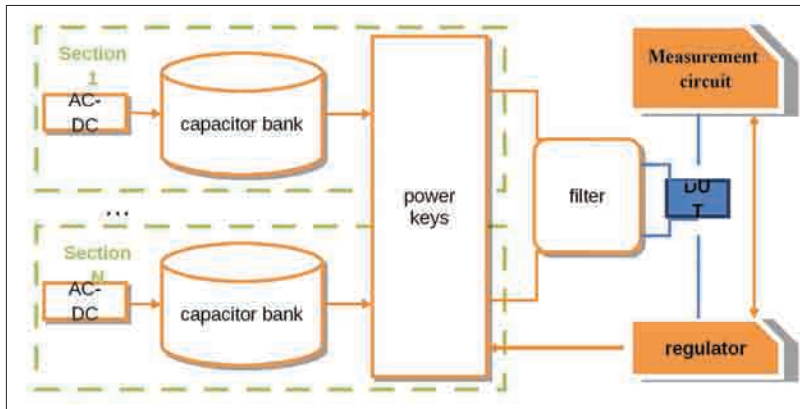 Section
1
AC-
DC
capacitor bank
...
Section
N
AC-
DC
capacitor bank
power
keys
filter
DU
T
Measurement
circuit
regulator